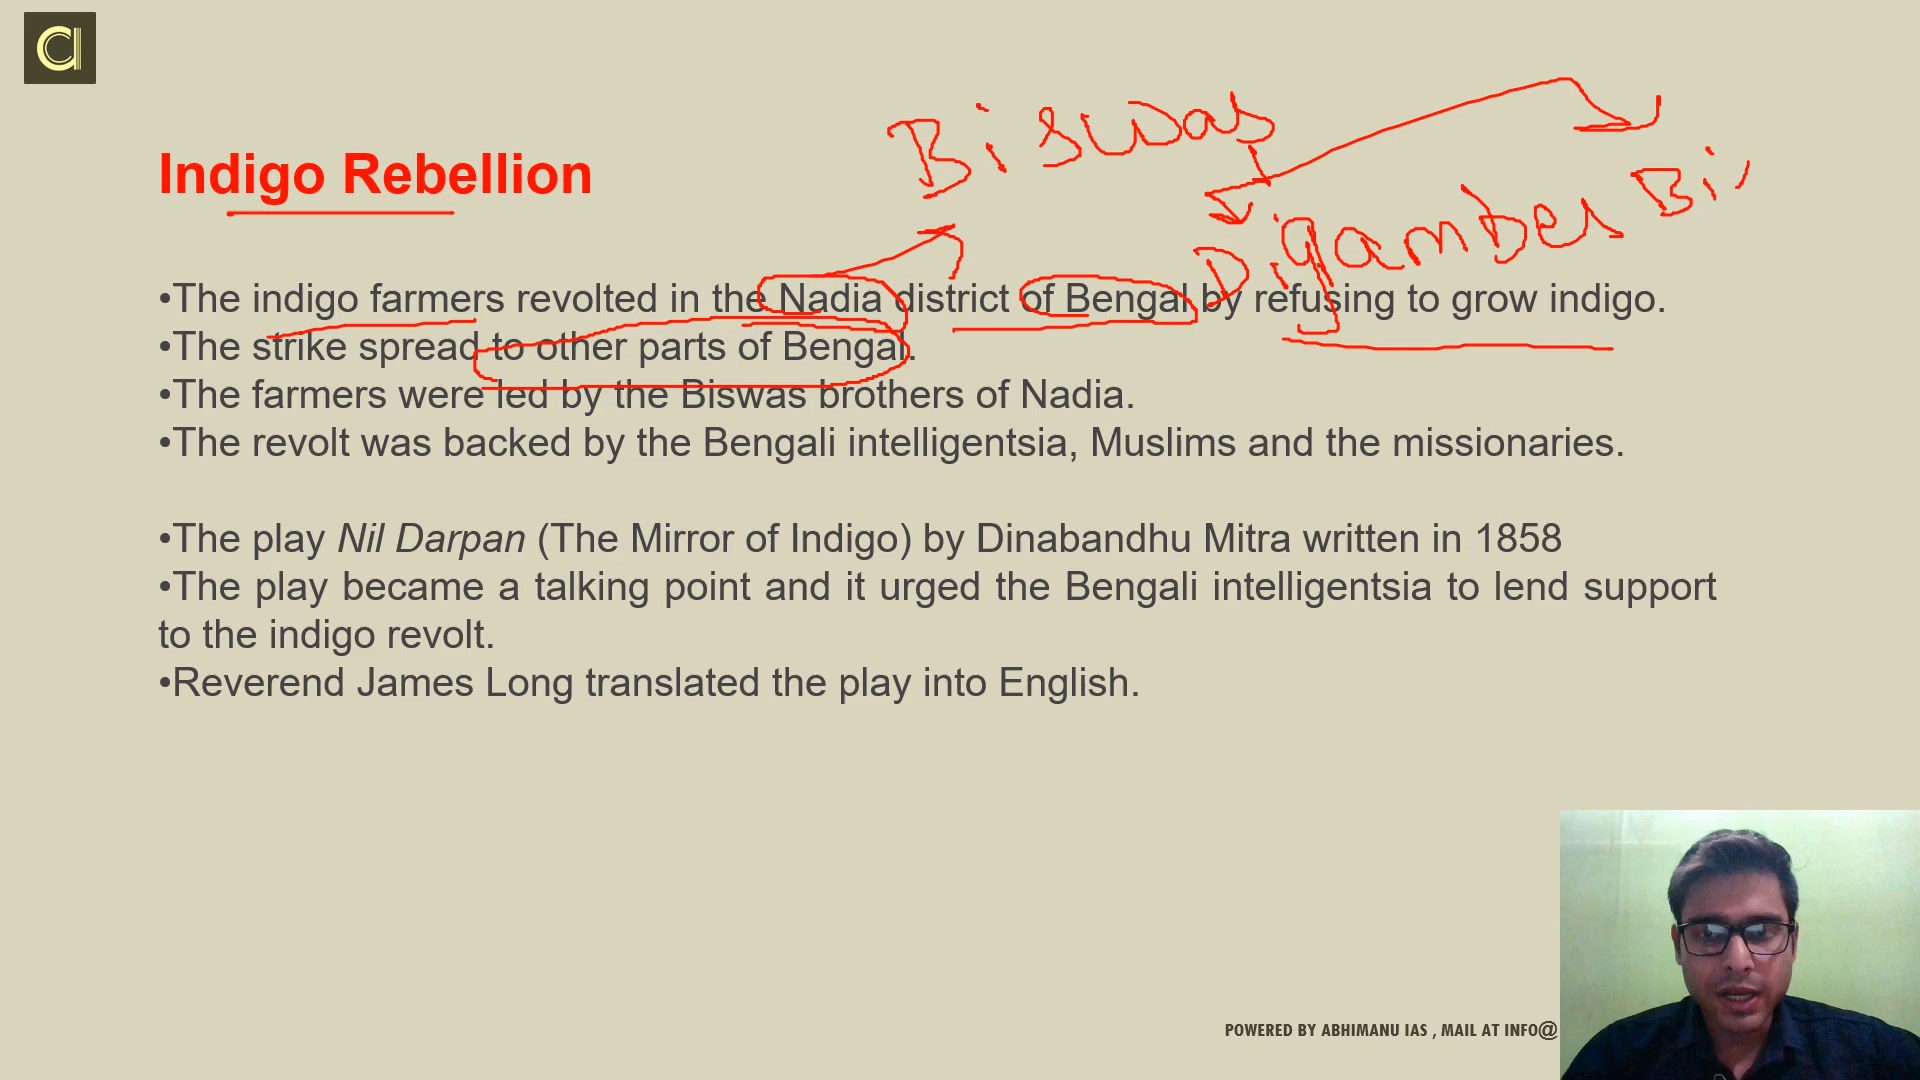 Biswas
Digamber Bi
Indigo Rebellion
•The indigo farmers revolted in the Nadia district of Bengal by refusing to grow indigo.
•The strike spread to other parts of Bengal.
•The farmers were led by the Biswas brothers of Nadia.
•The revolt was backed by the Bengali intelligentsia, Muslims and the missionaries.
•The play Nil Darpan (The Mirror of Indigo) by Dinabandhu Mitra written in 1858
•The play became a talking point and it urged the Bengali intelligentsia to lend support
to the indigo revolt.
•Reverend James Long translated the play into English.
POWERED BY ABHIMANU IAS , MAIL AT INFO@